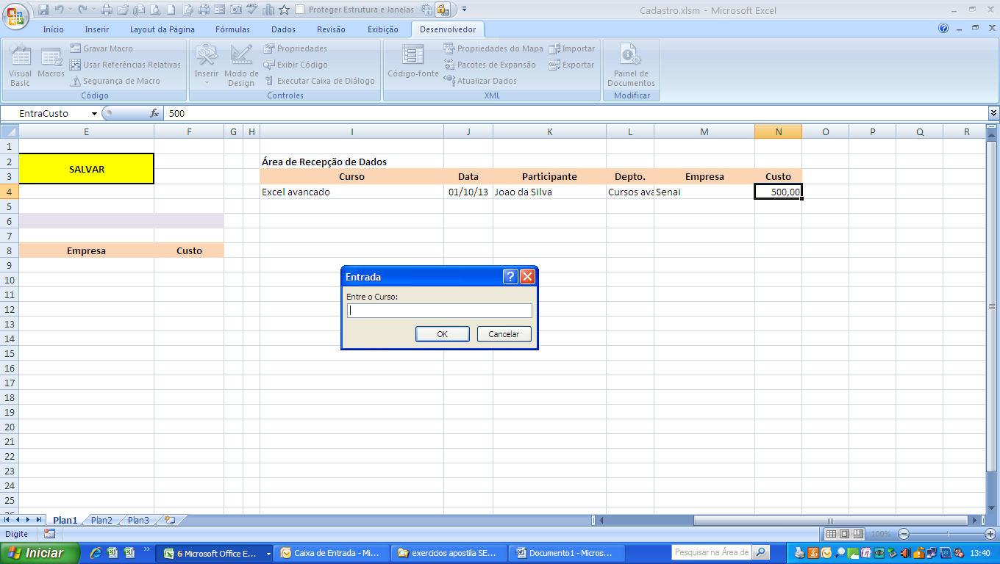 Proteger Estrutura e Janelas
Cadastro.xlsm - Microsoft Excel
Início Inserir Layout da Página Fórmulas Dados Revisão Exibição Desenvolvedor
Visual Basic
Macros
Gravar Macro
Usar Referências Relativas
Segurança de Macro
Código
Inserir
Modo de Design
Propriedades
Exibir Código
Executar Caixa de Diálogo
Controles
Código-fonte
Propriedades do Mapa
Pacotes de Expansão
Atualizar Dados
Importar
Exportar
XML
Painel de Documentos
Modificar
EntraCusto fx 500
E F G H I J K L M N O P Q R
1
2 Área de Recepção de Dados
SALVAR
3 Curso Data Participante Depto. Empresa Custo
4 Excel avancado 01/10/13 Joao da Silva Cursos ava Senai 500,00
5
6
7
8 Empresa Custo
9
10
11
12
13
14
15
16
17
18
19
20
21
22
23
24
25
26
Entrada
Entre o Curso:
OK Cancelar
Plan1 Plan2 Plan3
Digite 100%
Iniciar 6 Microsoft Office E... Caixa de Entrada - Mi... exercicios apostila SE... Documento1 - Micros... Pesquisar na Área de 13:40